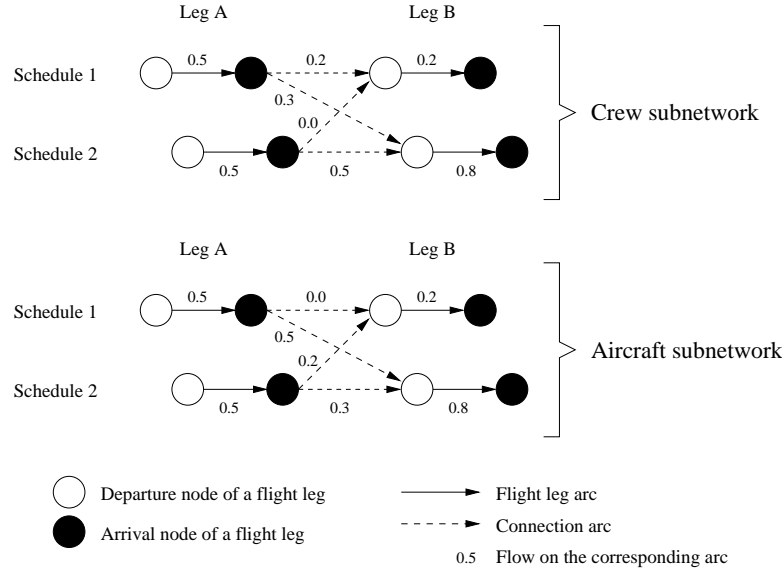 Leg A Leg B
Schedule 1 0.5 0.2 0.2
0.3
0.0
Schedule 2 0.5 0.5 0.8
Crew subnetwork
Leg A Leg B
Schedule 1 0.5 0.0 0.2
0.5
0.2
Schedule 2 0.5 0.3 0.8
Aircraft subnetwork
Departure node of a flight leg
Arrival node of a flight leg
Flight leg arc
Connection arc
0.5 Flow on the corresponding arc